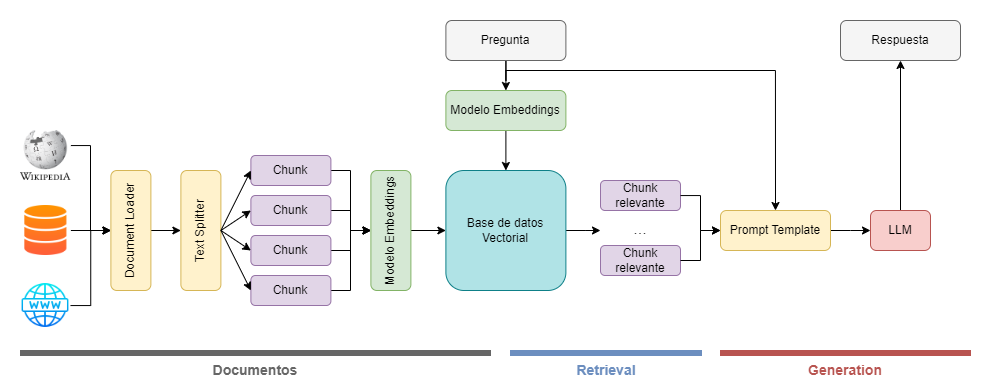 Pregunta
Respuesta
Modelo Embeddings
WIKIPEDIA
WWW
Document Loader
Text Splitter
Chunk
Chunk
Chunk
Chunk
Modelo Embeddings
Base de datos
Vectorial
Chunk
relevante
...
Chunk
relevante
Prompt Template
LLM
Documentos
Retrieval
Generation